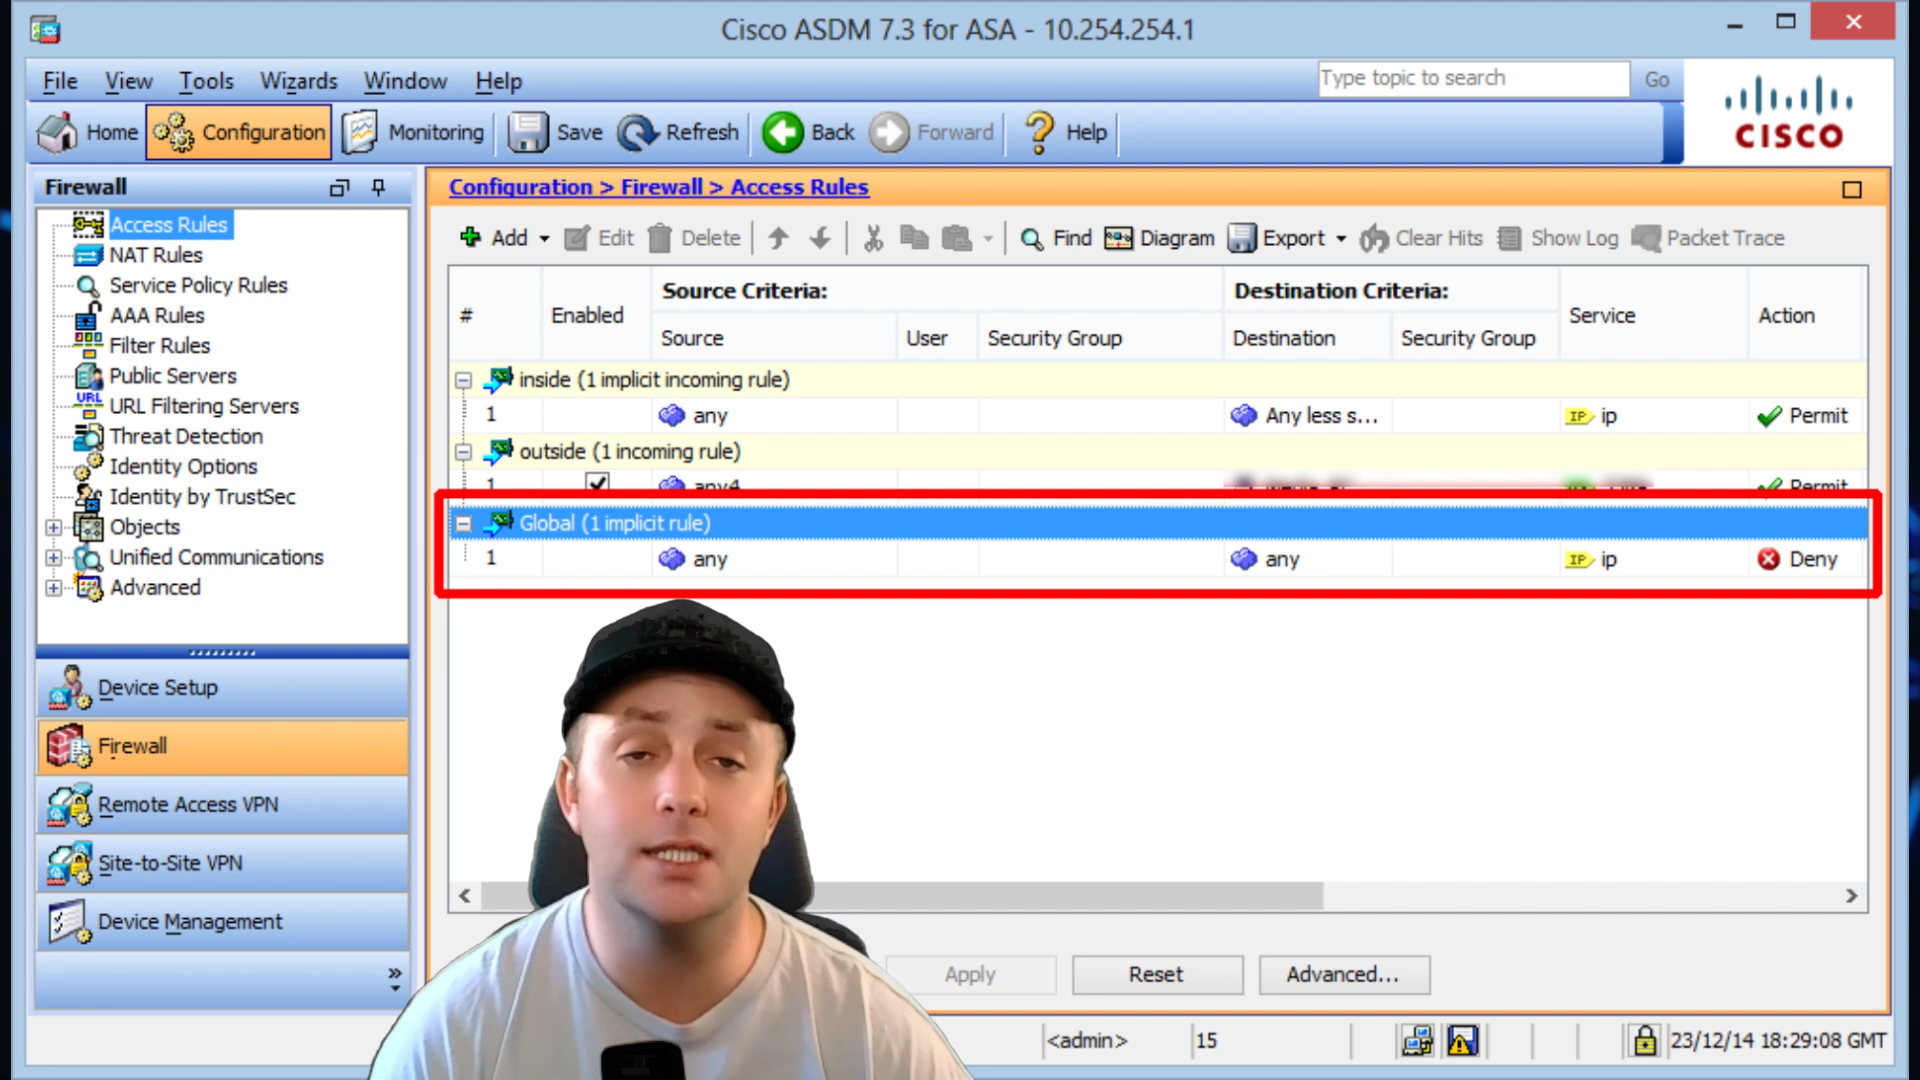 Cisco ASDM 7.3 for ASA - 10.254.254.1
File View Tools Wizards Window Help
Type topic to search Go
Home Configuration Monitoring Save Refresh Back Forward Help
CISCO
Firewall
Access Rules
NAT Rules
Service Policy Rules
AAA Rules
Filter Rules
Public Servers
URL
URL Filtering Servers
Threat Detection
Identity Options
Identity by TrustSec
Objects
Unified Communications
Advanced
Device Setup
Firewall
Remote Access VPN
Site-to-Site VPN
Device Management
Configuration > Firewall > Access Rules
Add Edit Delete Find Diagram Export Clear Hits Show Log Packet Trace
# Enabled Source Criteria: Destination Criteria: Service Action
Source User Security Group Destination Security Group
inside (1 implicit incoming rule)
1 any Any less s... IP ip Permit
outside (1 incoming rule)
1 any4 Permit
Global (1 implicit rule)
1 any any IP ip Deny
Apply Reset Advanced...
<admin> 15 23/12/14 18:29:08 GMT